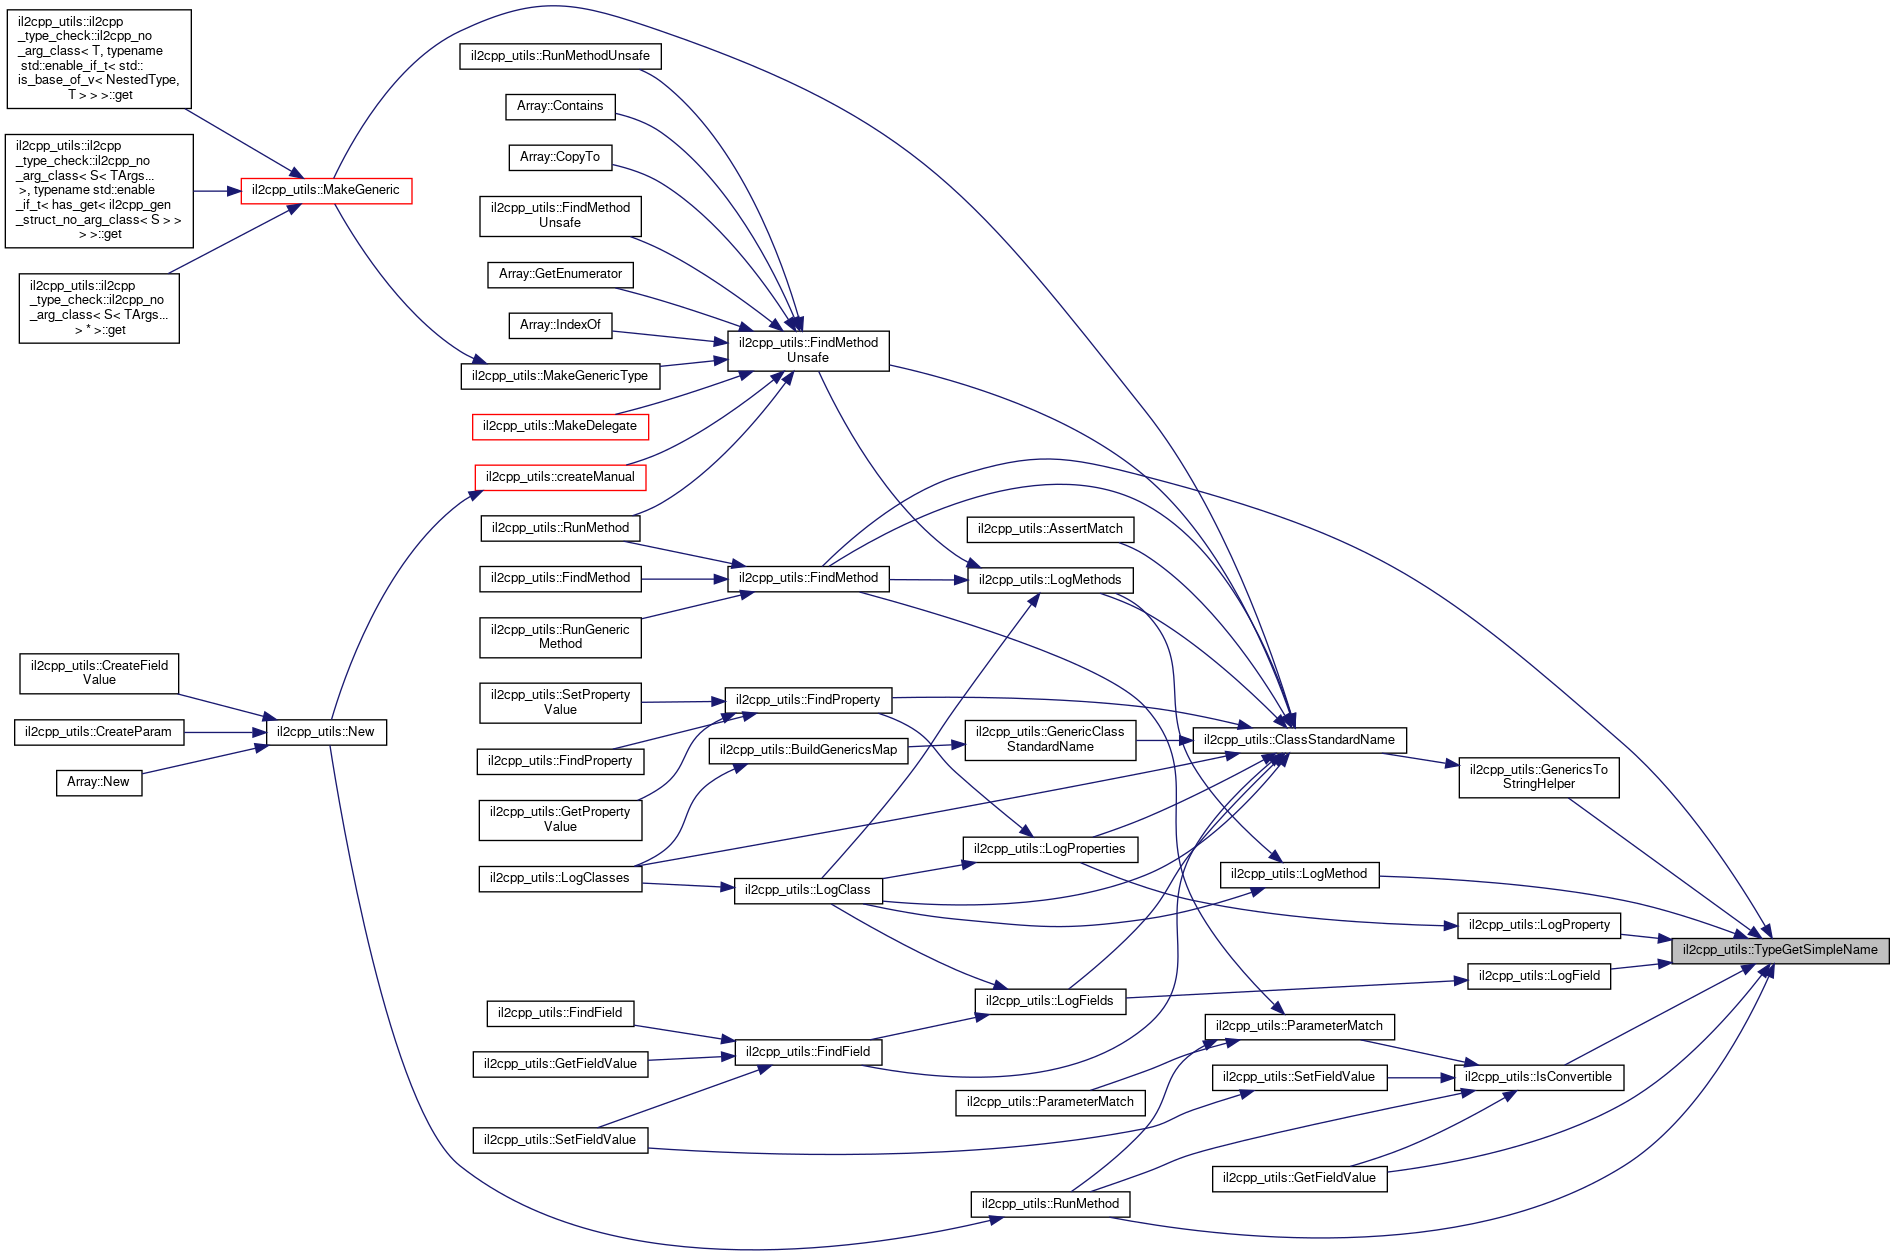 il2cpp_utils::il2cpp
_type_check::il2cpp_no
_arg_class< T, typename
std::enable_if_t< std::
is_base_of_v< NestedType,
T > > >::get
il2cpp_utils::il2cpp
_type_check::il2cpp_no
_arg_class< S< TArgs...
>, typename std::enable
_if_t< has_get< il2cpp_gen
_struct_no_arg_class< S > >
> >::get
il2cpp_utils::il2cpp
_type_check::il2cpp_no
_arg_class< S< TArgs...
> * >::get
il2cpp_utils::MakeGeneric
il2cpp_utils::CreateField
Value
il2cpp_utils::CreateParam
Array::New
il2cpp_utils::New
il2cpp_utils::RunMethodUnsafe
Array::Contains
Array::CopyTo
il2cpp_utils::FindMethod
Unsafe
Array::GetEnumerator
Array::IndexOf
il2cpp_utils::MakeGenericType
il2cpp_utils::MakeDelegate
il2cpp_utils::createManual
il2cpp_utils::RunMethod
il2cpp_utils::FindMethod
il2cpp_utils::RunGeneric
Method
il2cpp_utils::SetProperty
Value
il2cpp_utils::FindProperty
il2cpp_utils::GetProperty
Value
il2cpp_utils::LogClasses
il2cpp_utils::FindField
il2cpp_utils::GetFieldValue
il2cpp_utils::SetFieldValue
il2cpp_utils::FindMethod
Unsafe
il2cpp_utils::FindMethod
il2cpp_utils::FindProperty
il2cpp_utils::BuildGenericsMap
il2cpp_utils::LogClass
il2cpp_utils::FindField
il2cpp_utils::AssertMatch
il2cpp_utils::LogMethods
il2cpp_utils::GenericClass
StandardName
il2cpp_utils::LogProperties
il2cpp_utils::LogFields
il2cpp_utils::ParameterMatch
il2cpp_utils::RunMethod
il2cpp_utils::ClassStandardName
il2cpp_utils::LogMethod
il2cpp_utils::ParameterMatch
il2cpp_utils::SetFieldValue
il2cpp_utils::GetFieldValue
il2cpp_utils::GenericsTo
StringHelper
il2cpp_utils::LogProperty
il2cpp_utils::LogField
il2cpp_utils::IsConvertible
il2cpp_utils::TypeGetSimpleName